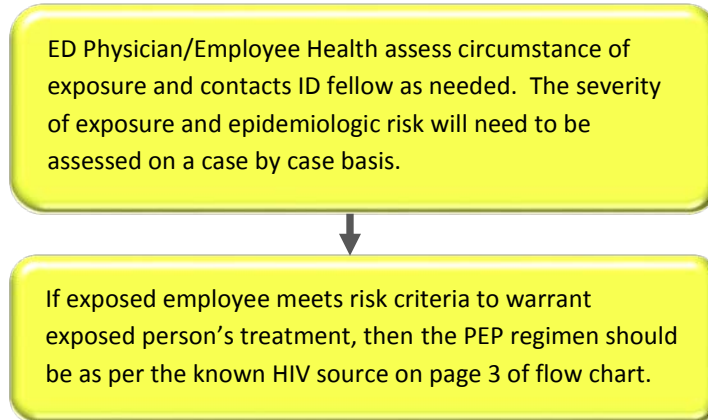 ED Physician/Employee Health assess circumstance of
exposure and contacts ID fellow as needed.  The severity
of exposure and epidemiologic risk will need to be
assessed on a case by case basis.
If exposed employee meets risk criteria to warrant
exposed person’s treatment, then the PEP regimen should
be as per the known HIV source on page 3 of flow chart.